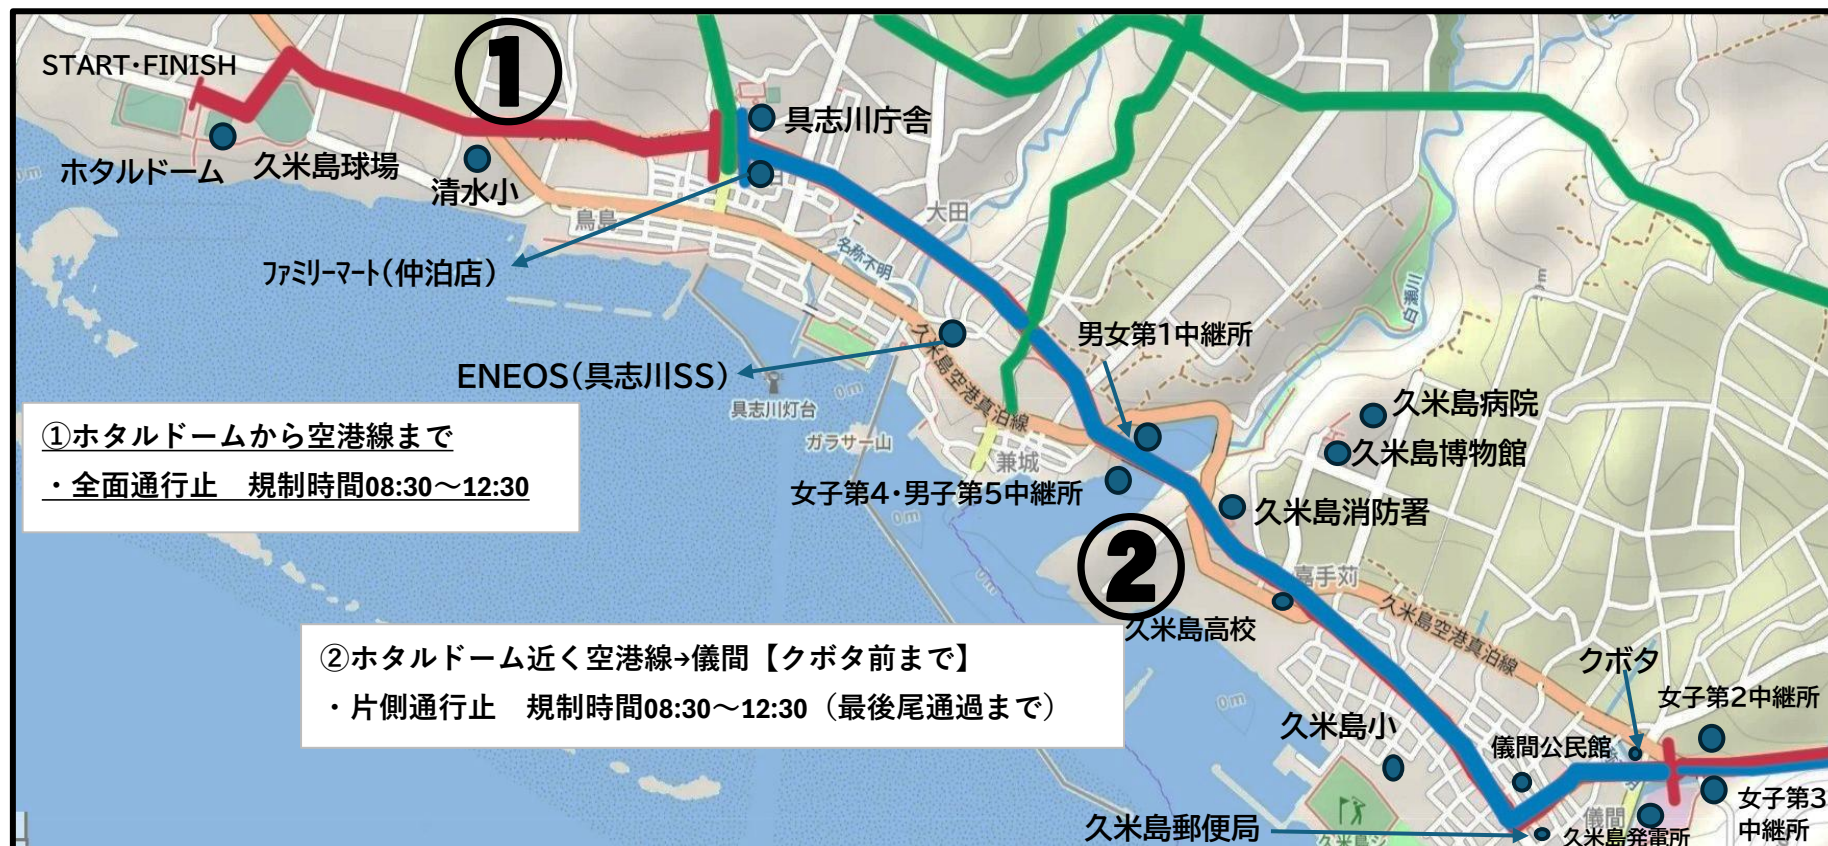 START・FINISH
①
具志川庁舎
ホタルドーム
久米島球場
清水小
鳥島
大田
名称不明
ファミリーマート(仲泊店)
白瀬川
男女第1中継所
ENEOS(具志川SS)
久米島空港真泊線
0m
具志川灯台
ガラサー山
久米島病院
久米島博物館
兼城
女子第4・男子第5中継所
久米島消防署
①ホタルドームから空港線まで
・全面通行止 規制時間08:30～12:30
0m
②
0m
嘉手苅
久米島空港真泊線
久米島高校
②ホタルドーム近く空港線→儀間【クボタ前まで】
・片側通行止 規制時間08:30～12:30（最後尾通過まで）
クボタ
女子第2中継所
0m
久米島小
儀間公民館
女子第3
中継所
儀間
久米島郵便局
久米島発電所